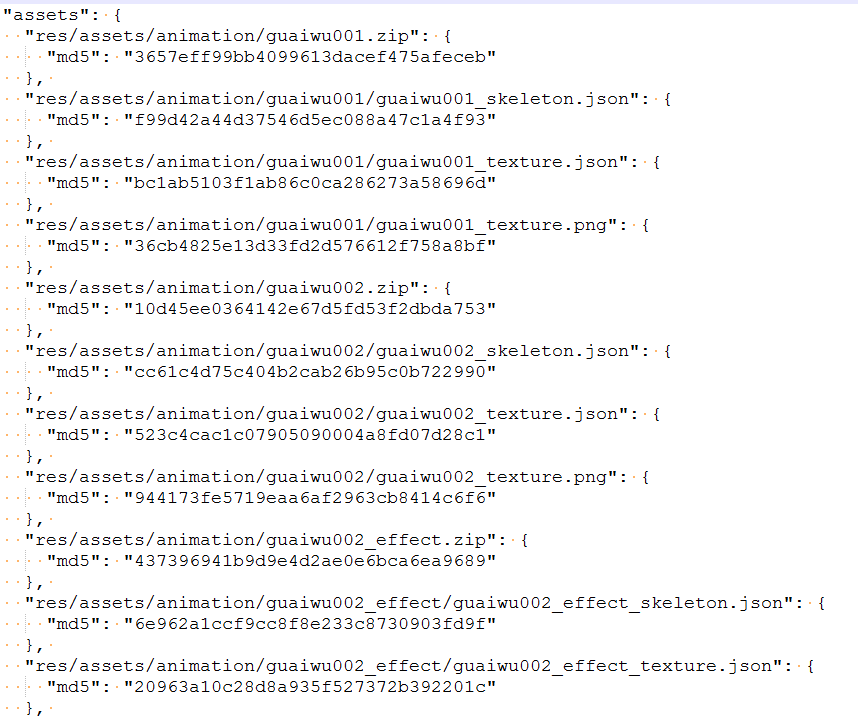 "assets": {
"res/assets/animation/guaiwu001.zip": {
"md5": "3657eff99bb4099613dacef475afeceb"
},
"res/assets/animation/guaiwu001/guaiwu001_skeleton.json": {
"md5": "f99d42a44d37546d5ec088a47c1a4f93"
},
"res/assets/animation/guaiwu001/guaiwu001_texture.json": {
"md5": "bc1ab5103f1ab86c0ca286273a58696d"
},
"res/assets/animation/guaiwu001/guaiwu001_texture.png": {
"md5": "36cb4825e13d33fd2d576612f758a8bf"
},
"res/assets/animation/guaiwu002.zip": {
"md5": "10d45ee0364142e67d5fd53f2dbda753"
},
"res/assets/animation/guaiwu002/guaiwu002_skeleton.json": {
"md5": "cc61c4d75c404b2cab26b95c0b722990"
},
"res/assets/animation/guaiwu002/guaiwu002_texture.json": {
"md5": "523c4cac1c07905090004a8fd07d28c1"
},
"res/assets/animation/guaiwu002/guaiwu002_texture.png": {
"md5": "944173fe5719eaa6af2963cb8414c6f6"
},
"res/assets/animation/guaiwu002_effect.zip": {
"md5": "437396941b9d9e4d2ae0e6bca6ea9689"
},
"res/assets/animation/guaiwu002_effect/guaiwu002_effect_skeleton.json": {
"md5": "6e962a1ccf9cc8f8e233c8730903fd9f"
},
"res/assets/animation/guaiwu002_effect/guaiwu002_effect_texture.json": {
"md5": "20963a10c28d8a935f527372b392201c"
},